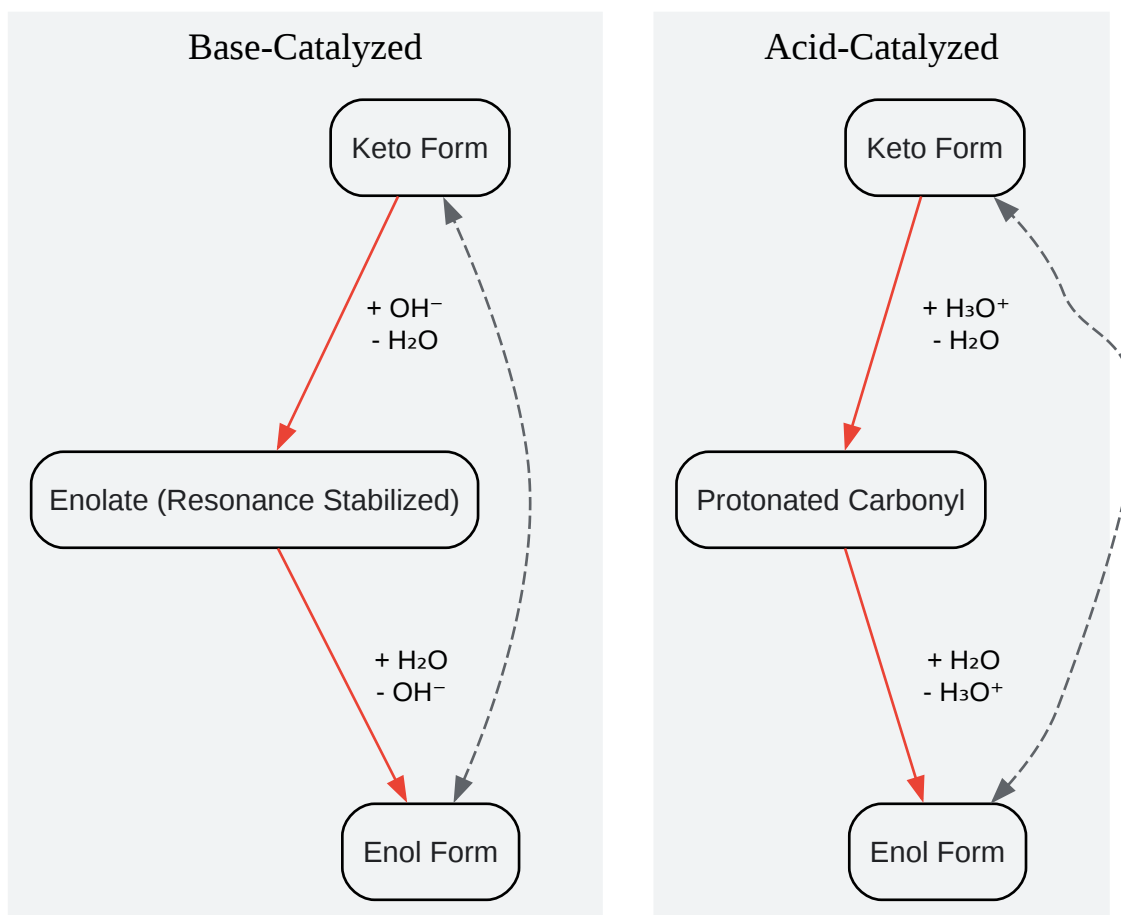 Base-Catalyzed
Keto Form
+ OH⁻
- H₂O
Enolate (Resonance Stabilized)
+ H₂O
- OH⁻
Enol Form
Acid-Catalyzed
Keto Form
+ H₃O⁺
- H₂O
Protonated Carbonyl
+ H₂O
- H₃O⁺
Enol Form